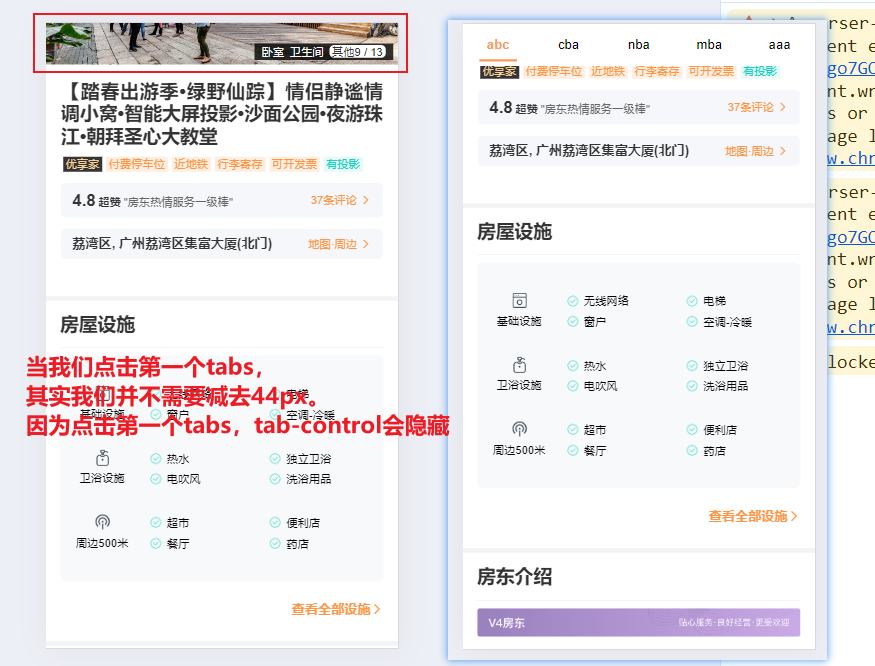 卧室 卫生间 其他9 / 13
【踏春出游季•绿野仙踪】情侣静谧情
调小窝•智能大屏投影•沙面公园•夜游珠
江•朝拜圣心大教堂
优享家 付费停车位 近地铁 行李寄存 可开发票 有投影
4.8 超赞 "房东热情服务一级棒" 37条评论 >
荔湾区, 广州荔湾区集富大厦(北门) 地图·周边 >
房屋设施
当我们点击第一个tabs，
其实我们并不需要减去44px。
因为点击第一个tabs，tab-control会隐藏
基础设施 窗户 电梯
空调-冷暖
热水 独立卫浴
卫浴设施 电吹风 洗浴用品
超市 便利店
周边500米 餐厅 药店
查看全部设施 >
abc cba nba mba aaa
优享家 付费停车位 近地铁 行李寄存 可开发票 有投影
4.8 超赞 "房东热情服务一级棒" 37条评论 >
荔湾区, 广州荔湾区集富大厦(北门) 地图·周边 >
房屋设施
无线网络 电梯
基础设施 窗户 空调-冷暖
热水 独立卫浴
卫浴设施 电吹风 洗浴用品
超市 便利店
周边500米 餐厅 药店
查看全部设施 >
房东介绍
V4房东 贴心服务·良好经营·更受欢迎
rser-
ent e
go7GO
nt.wr
s or
age l
w.chr
rser-
ent e
go7GO
nt.wr
s or
age l
w.chr
locke